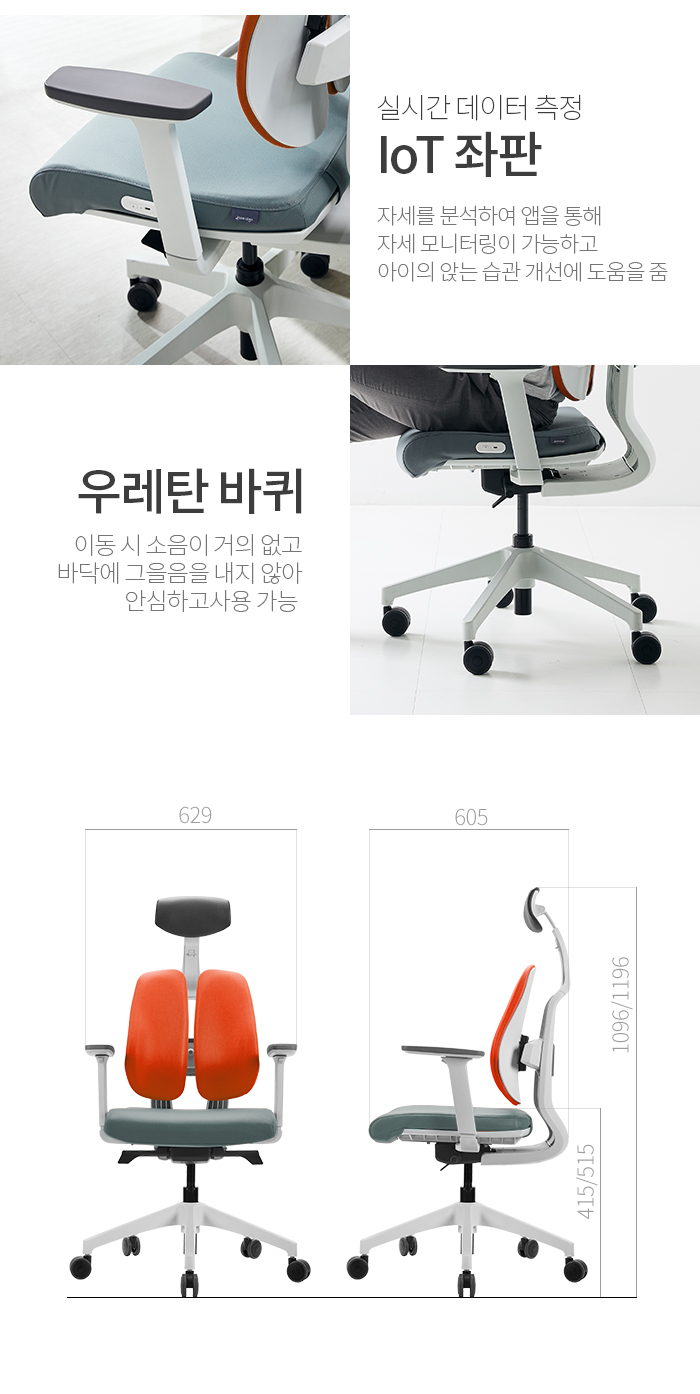 실시간 데이터 측정
IoT 좌판
자세를 분석하여 앱을 통해
자세 모니터링이 가능하고
아이의 앉는 습관 개선에 도움을 줌
우레탄 바퀴
이동 시 소음이 거의 없고
바닥에 그을음을 내지 않아
안심하고사용 가능
629
605
1096/1196
415/515